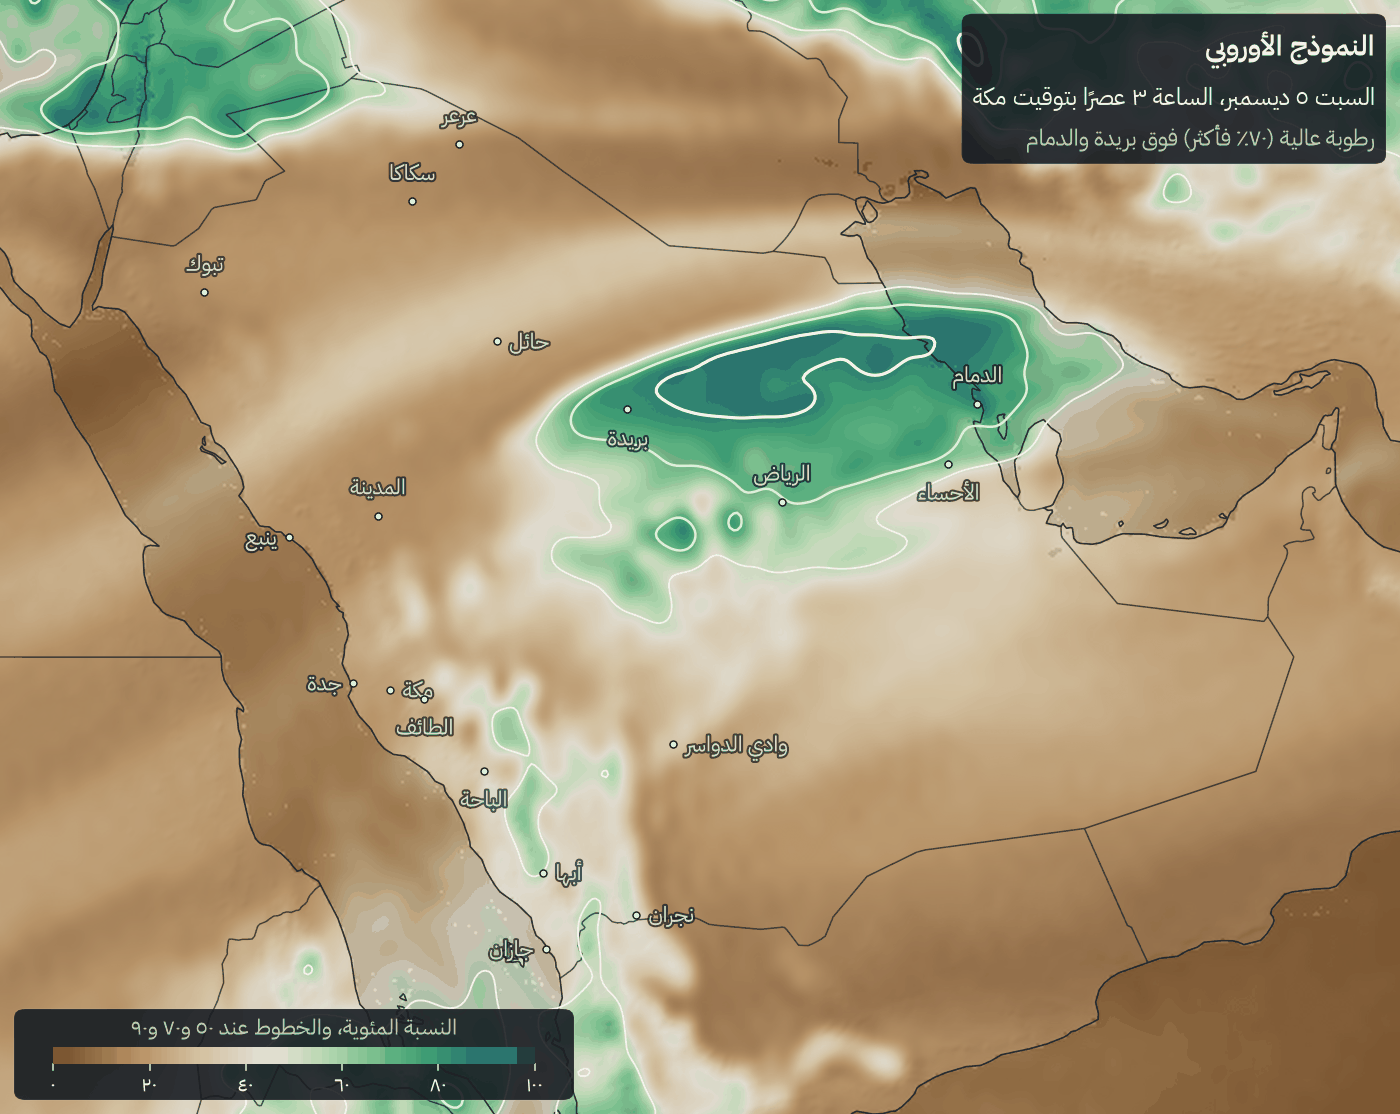 النموذج الأوروبي
السبت ٥ ديسمبر، الساعة ٣ عصرًا بتوقيت مكة
رطوبة عالية (٧٠٪ فأكثر) فوق بريدة والدمام
عرعر
سكاكا
تبوك
حائل
الدمام
بريدة
الرياض
الأحساء
المدينة
ينبع
جدة
مكة
الطائف
وادي الدواسر
الباحة
أبها
نجران
جازان
النسبة المئوية، والخطوط عند ٥٠ و٧٠ و٩٠
٠ ٢٠ ٤٠ ٦٠ ٨٠ ١٠٠